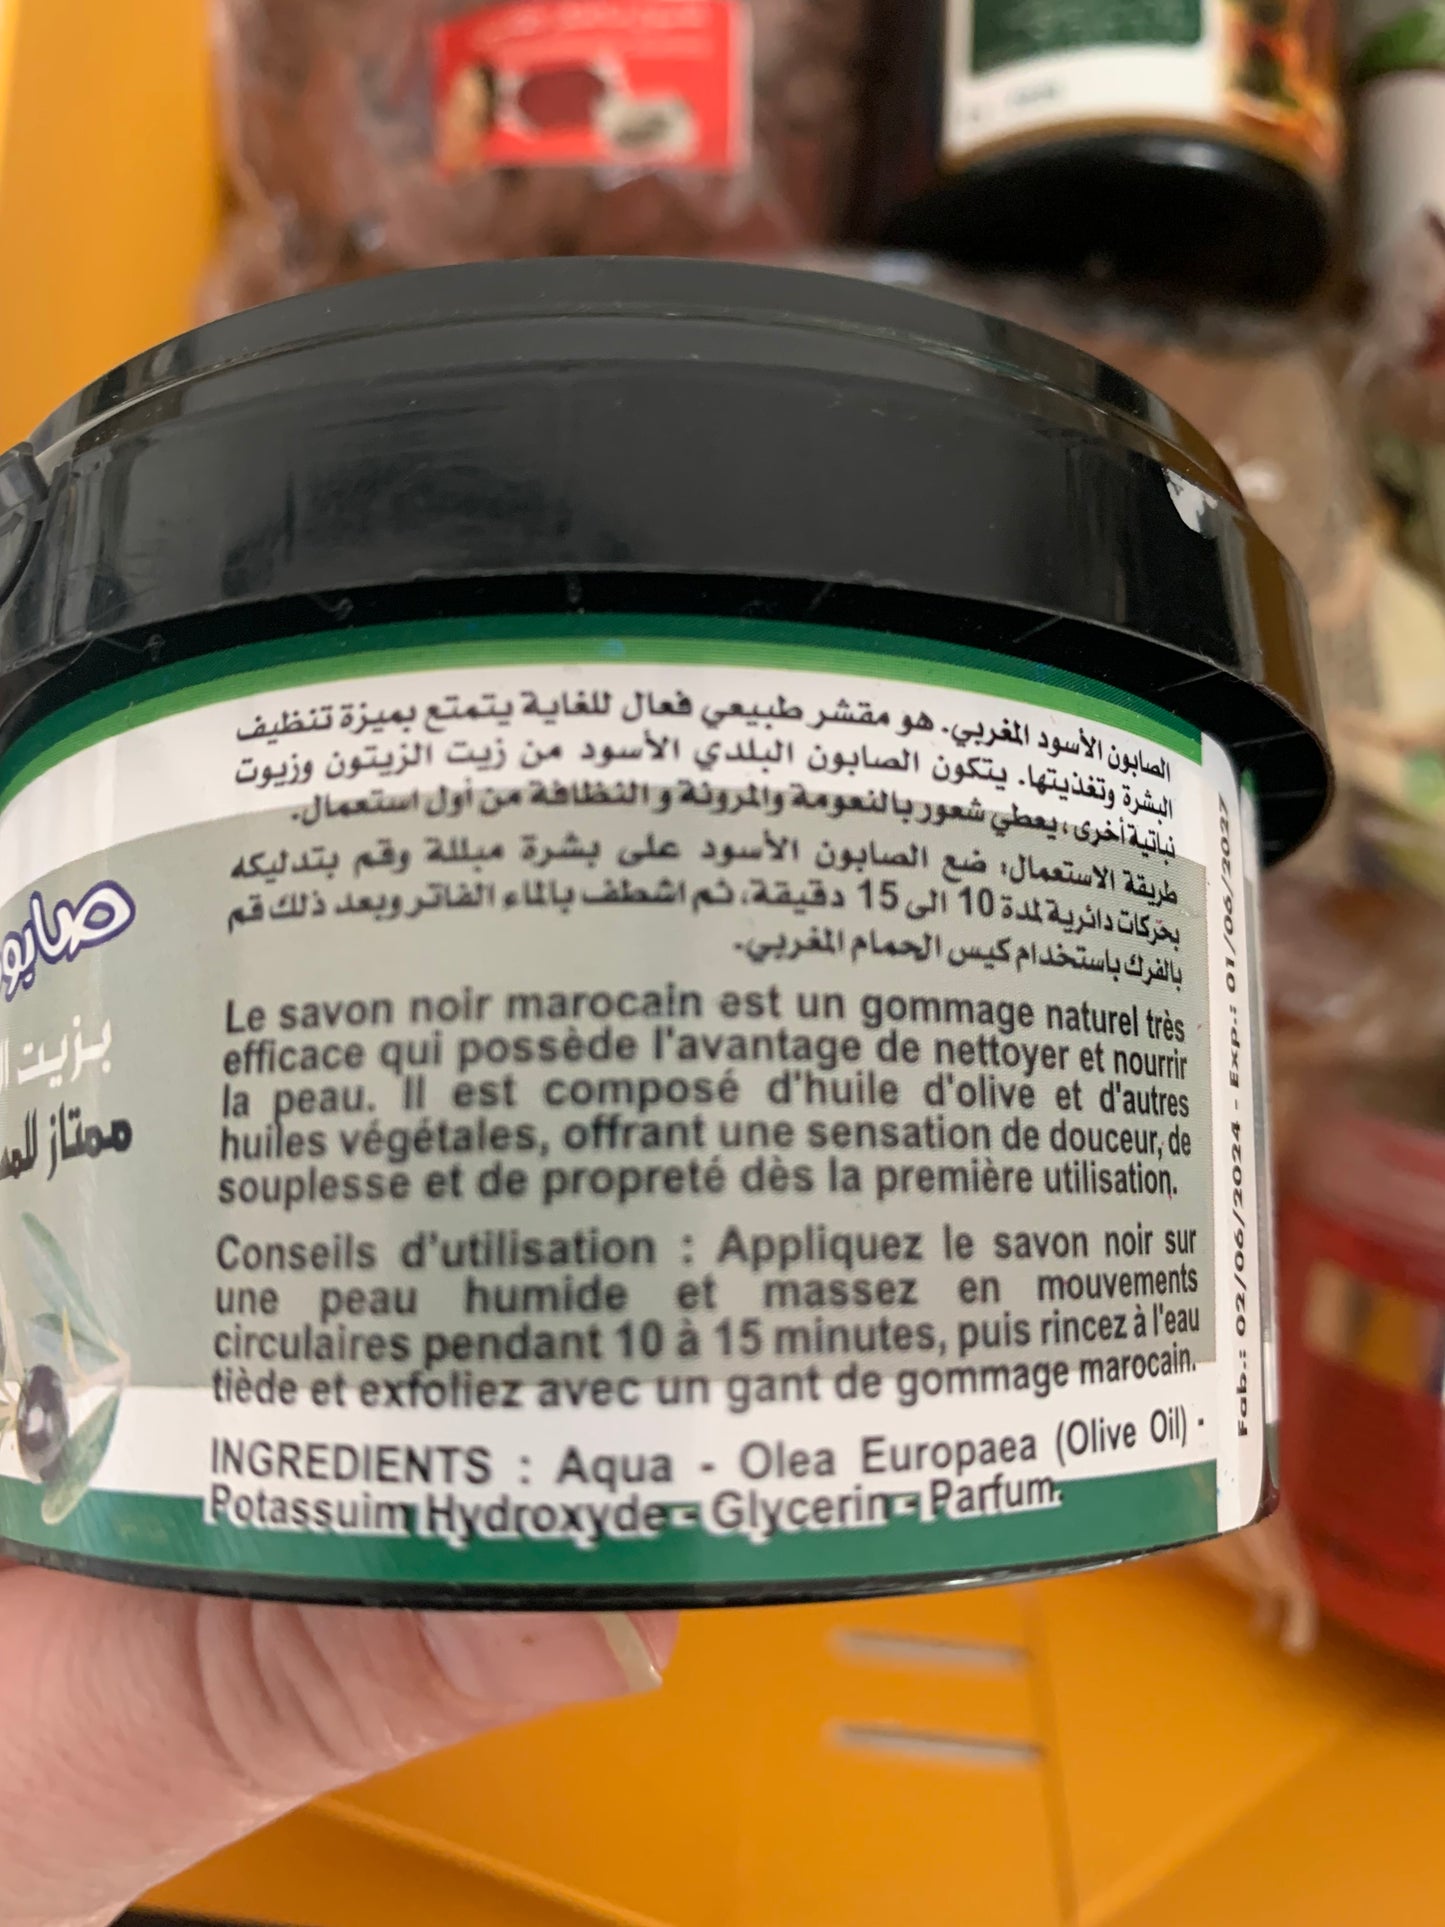 الصابون الأسود المغربي. هو مقشر طبيعي فعال للغاية يتمتع بميزة تنظيف
البشرة وتغذيتها. يتكون الصابون البلدي الأسود من زيت الزيتون وزيوت
نباتية أخرى، يعطي شعور بالنعومة والمرونة و النظافة من أول استعمال.
طريقة الاستعمال: ضع الصابون الأسود على بشرة مبللة وقم بتدليكه
بحركات دائرية لمدة 10 الى 15 دقيقة، ثم اشطف بالماء الفاتر وبعد ذلك قم
بالفرك باستخدام كيس الحمام المغربي.
Le savon noir marocain est un gommage naturel très
efficace qui possède l'avantage de nettoyer et nourrir
la peau. Il est composé d'huile d'olive et d'autres
huiles végétales, offrant une sensation de douceur, de
souplesse et de propreté dès la première utilisation.
Conseils d'utilisation : Appliquez le savon noir sur
une peau humide et massez en mouvements
circulaires pendant 10 à 15 minutes, puis rincez à l'eau
tiède et exfoliez avec un gant de gommage marocain.
INGREDIENTS : Aqua - Olea Europaea (Olive Oil) -
Potassuim Hydroxyde - Glycerin - Parfum.
Fab.: 02/06/2024 - Exp.: 01/06/2027
بزيت
ممتاز